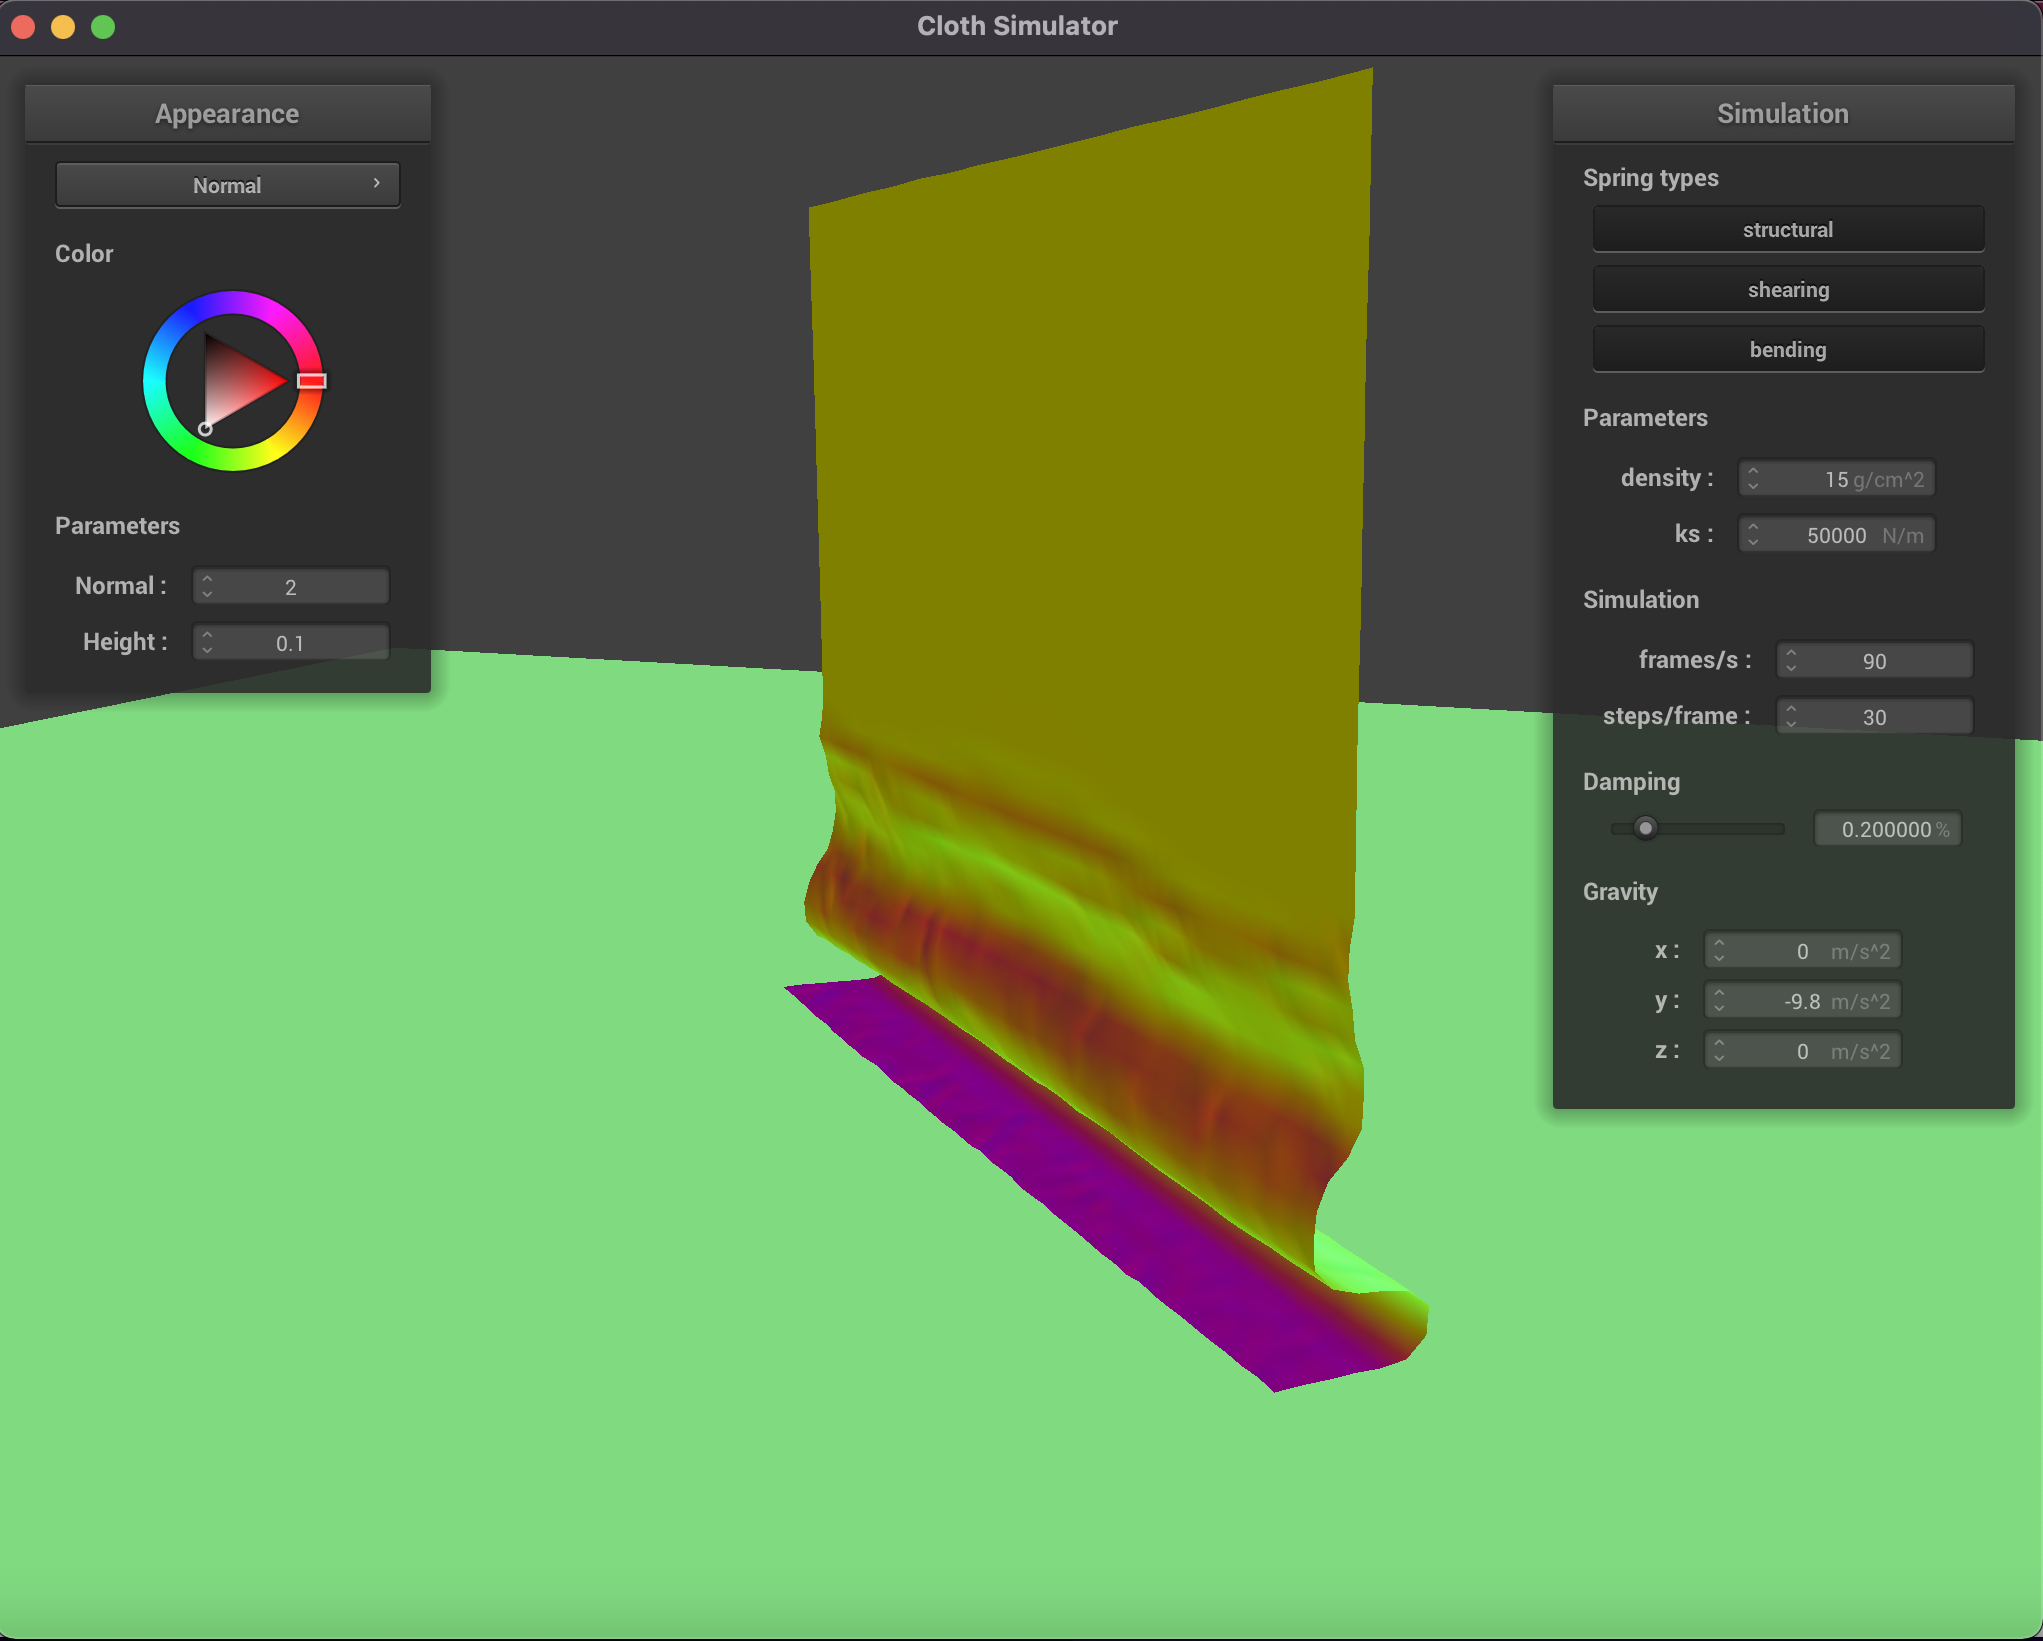 Cloth Simulator
Appearance
Normal
Color
Parameters
Normal : 2
Height : 0.1
Simulation
Spring types
structural
shearing
bending
Parameters
density : 15 g/cm^2
ks : 50000 N/m
Simulation
frames/s : 90
steps/frame : 30
Damping
0.200000 %
Gravity
x : 0 m/s^2
y : -9.8 m/s^2
z : 0 m/s^2